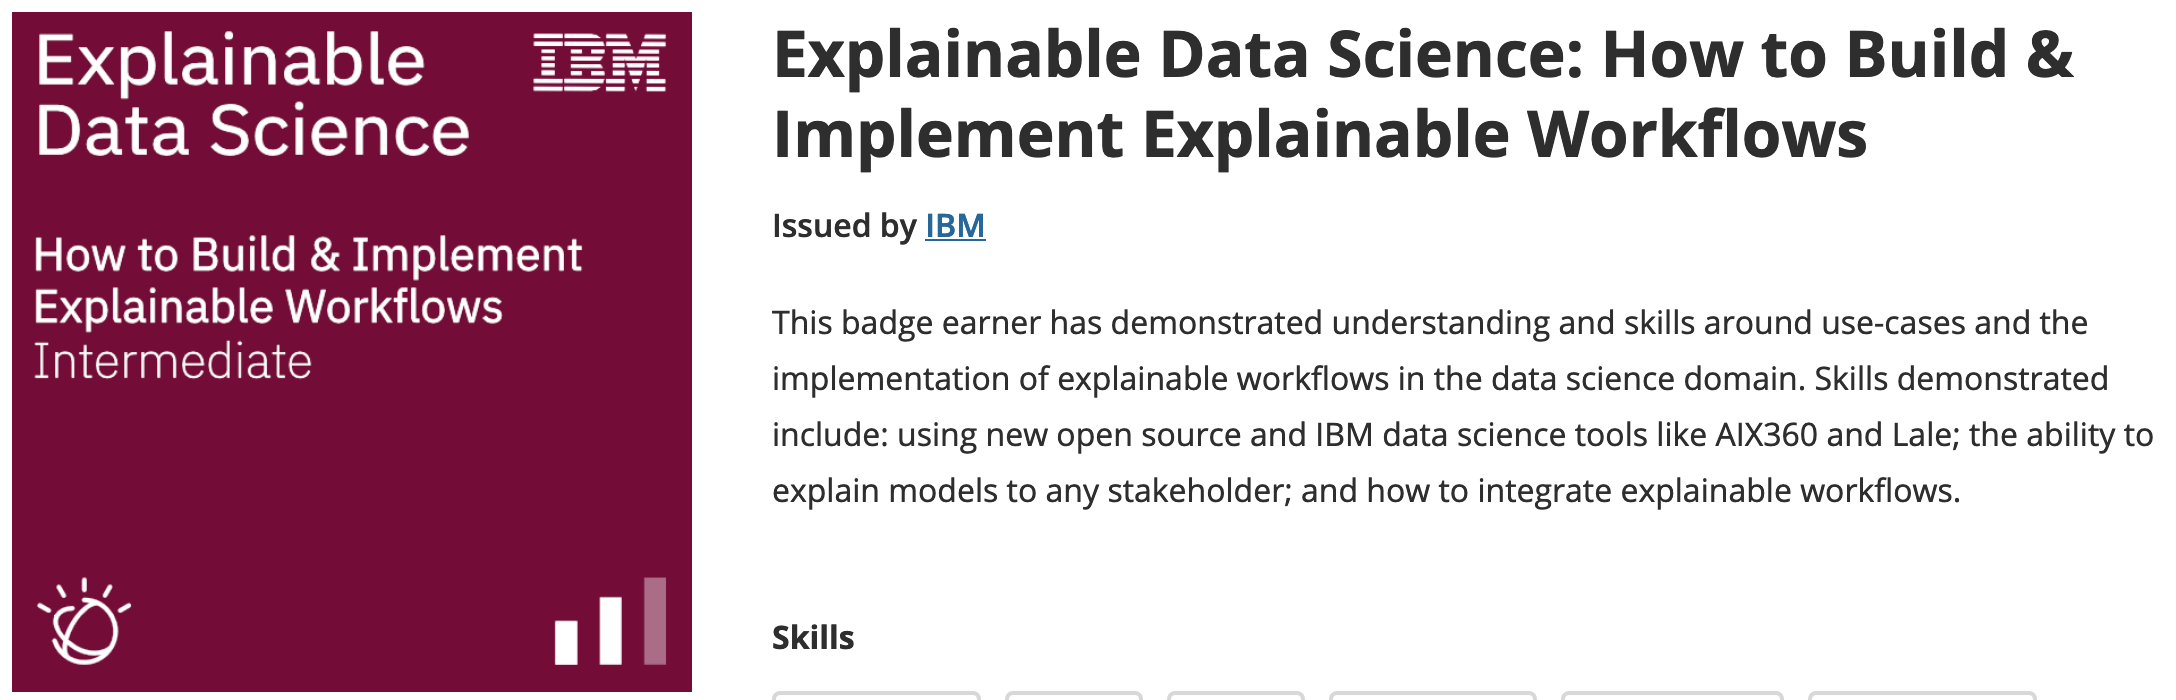 Explainable
Data Science
IBM
How to Build & Implement
Explainable Workflows
Intermediate
Explainable Data Science: How to Build &
Implement Explainable Workflows
Issued by IBM
This badge earner has demonstrated understanding and skills around use-cases and the
implementation of explainable workflows in the data science domain. Skills demonstrated
include: using new open source and IBM data science tools like AIX360 and Lale; the ability to
explain models to any stakeholder; and how to integrate explainable workflows.
Skills